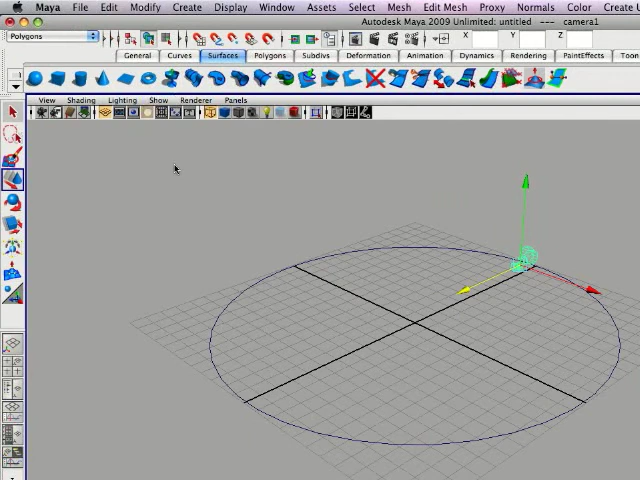 Maya File Edit Modify Create Display Window Assets Select Mesh Edit Mesh Proxy Normals Color Create U
Autodesk Maya 2009 Unlimited: untitled --- camera1
Polygons X Y Z
General Curves Surfaces Polygons Subdivs Deformation Animation Dynamics Rendering PaintEffects Toon
View Shading Lighting Show Renderer Panels